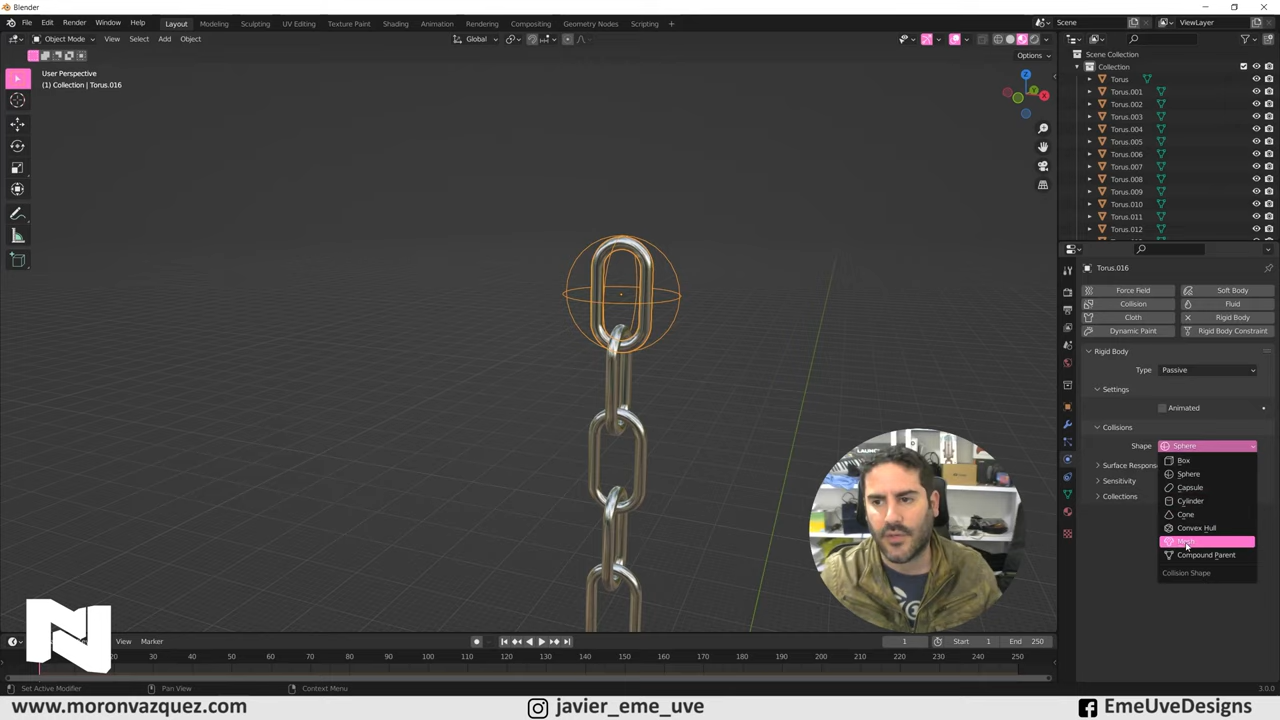 Blender
File Edit Render Window Help Layout Modeling Sculpting UV Editing Texture Paint Shading Animation Rendering Compositing Geometry Nodes Scripting + Scene ViewLayer
Object Mode View Select Add Object Global
Options
User Perspective
(1) Collection | Torus.016
Z
Y
X
Scene Collection
Collection
Torus
Torus.001
Torus.002
Torus.003
Torus.004
Torus.005
Torus.006
Torus.007
Torus.008
Torus.009
Torus.010
Torus.011
Torus.012
Torus.016
Force Field Soft Body
Collision Fluid
Cloth Rigid Body
Dynamic Paint Rigid Body Constraint
Rigid Body
Type Passive
Settings
Animated
Collisions
Shape Sphere
Box
Surface Respons
Sphere
Sensitivity
Capsule
Collections
Cylinder
Cone
Convex Hull
Mesh
Compound Parent
Collision Shape
View Marker 1 Start 1 End 250
20 30 40 50 60 70 80 90 100 110 120 130 140 150 160 170 180 190 200 210 220 230 240 250
Set Active Modifier Pan View Context Menu 3.0.0
N
www.moronvazquez.com javier_eme_uve EmeUveDesigns